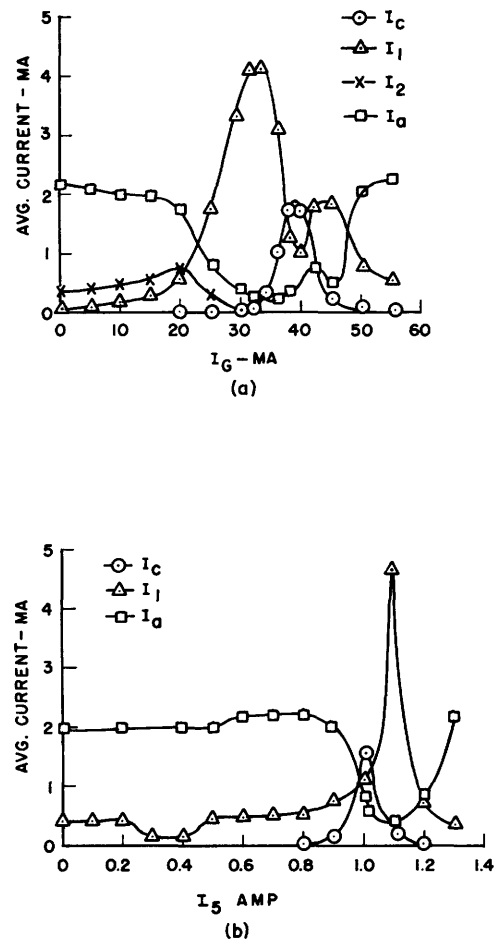 5
4
3
2
1
0
AVG. CURRENT-MA
I_c
I_1
I_2
I_a
0 10 20 30 40 50 60
I_G-MA
(a)
5
4
3
2
1
0
AVG. CURRENT-MA
I_c
I_1
I_a
0 0.2 0.4 0.6 0.8 1.0 1.2 1.4
I_5 AMP
(b)